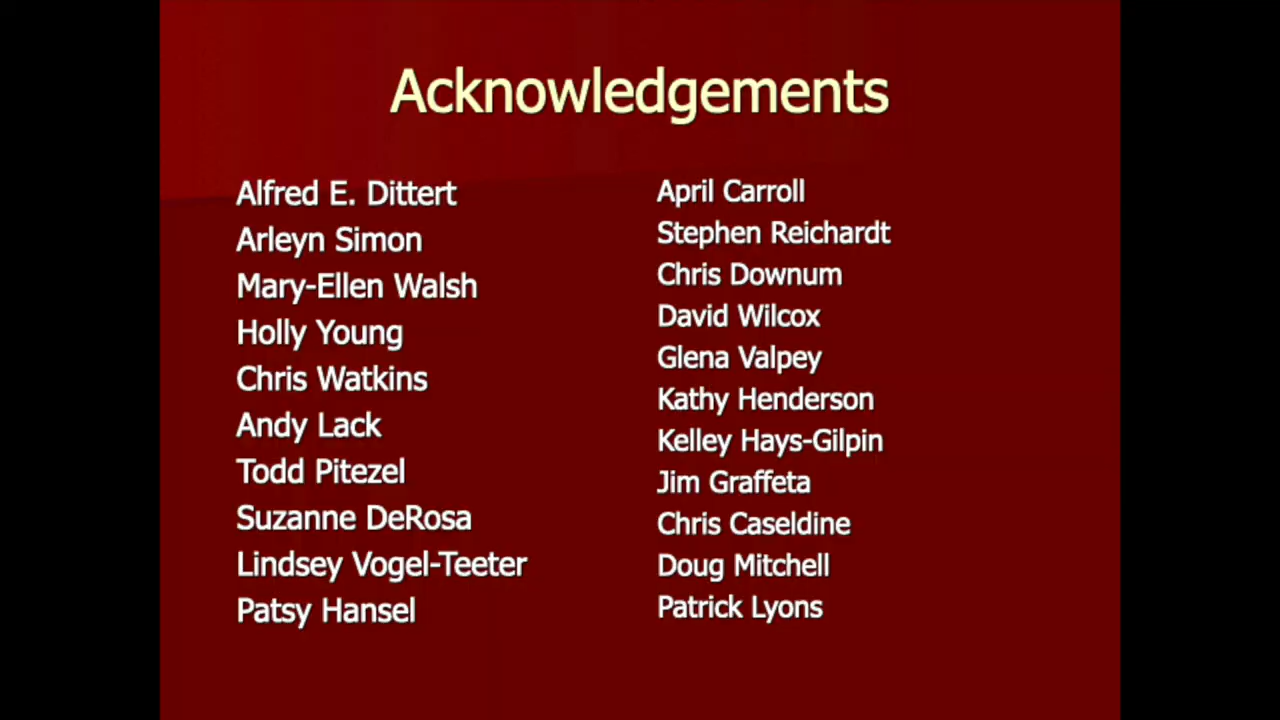 Acknowledgements
Alfred E. Dittert
Arleyn Simon
Mary-Ellen Walsh
Holly Young
Chris Watkins
Andy Lack
Todd Pitezel
Suzanne DeRosa
Lindsey Vogel-Teeter
Patsy Hansel
April Carroll
Stephen Reichardt
Chris Downum
David Wilcox
Glena Valpey
Kathy Henderson
Kelley Hays-Gilpin
Jim Graffeta
Chris Caseldine
Doug Mitchell
Patrick Lyons